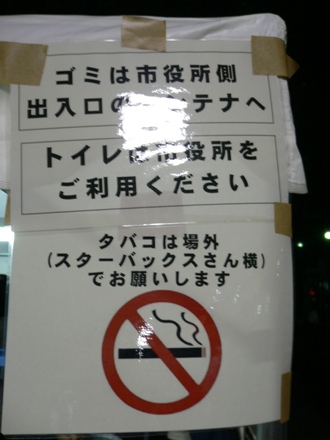 ゴミは市役所側
出入口のコンテナへ
トイレは市役所を
ご利用ください
タバコは場外
(スターバックスさん横)
でお願いします